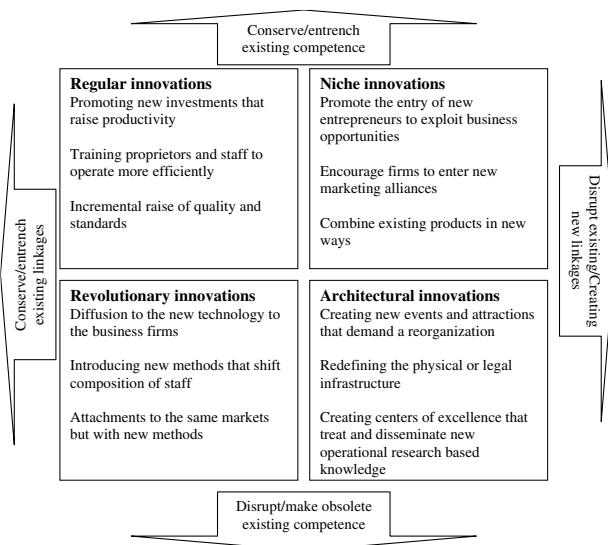 Conserve/entrench
existing competence
Regular innovations
Promoting new investments that
raise productivity
Training proprietors and staff to
operate more efficiently
Incremental raise of quality and
standards
Niche innovations
Promote the entry of new
entrepreneurs to exploit business
opportunities
Encourage firms to enter new
marketing alliances
Combine existing products in new
ways
Conserve/entrench
existing linkages
Disrupt existing/Creating
new linkages
Revolutionary innovations
Diffusion to the new technology to
the business firms
Introducing new methods that shift
composition of staff
Attachments to the same markets
but with new methods
Architectural innovations
Creating new events and attractions
that demand a reorganization
Redefining the physical or legal
infrastructure
Creating centers of excellence that
treat and disseminate new
operational research based
knowledge
Disrupt/make obsolete
existing competence